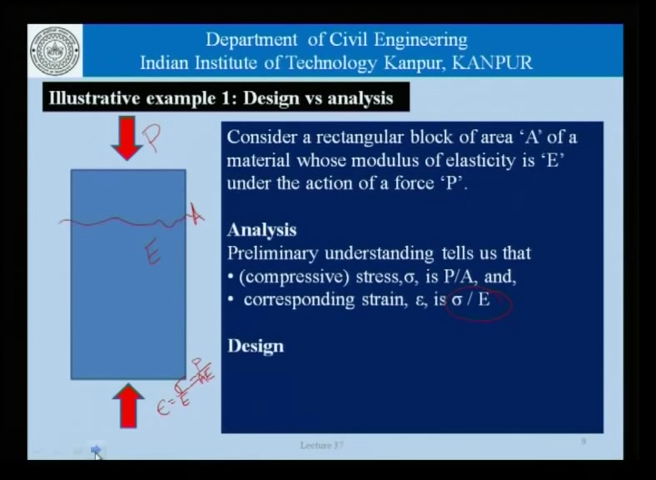 Department of Civil Engineering
Indian Institute of Technology Kanpur, KANPUR
Illustrative example 1: Design vs analysis
P
A
E
ε = σ/E = P/AE
Consider a rectangular block of area ‘A’ of a
material whose modulus of elasticity is ‘E’
under the action of a force ‘P’.
Analysis
Preliminary understanding tells us that
• (compressive) stress,σ, is P/A, and,
• corresponding strain, ε, is σ / E
Design
Lecture 37
9